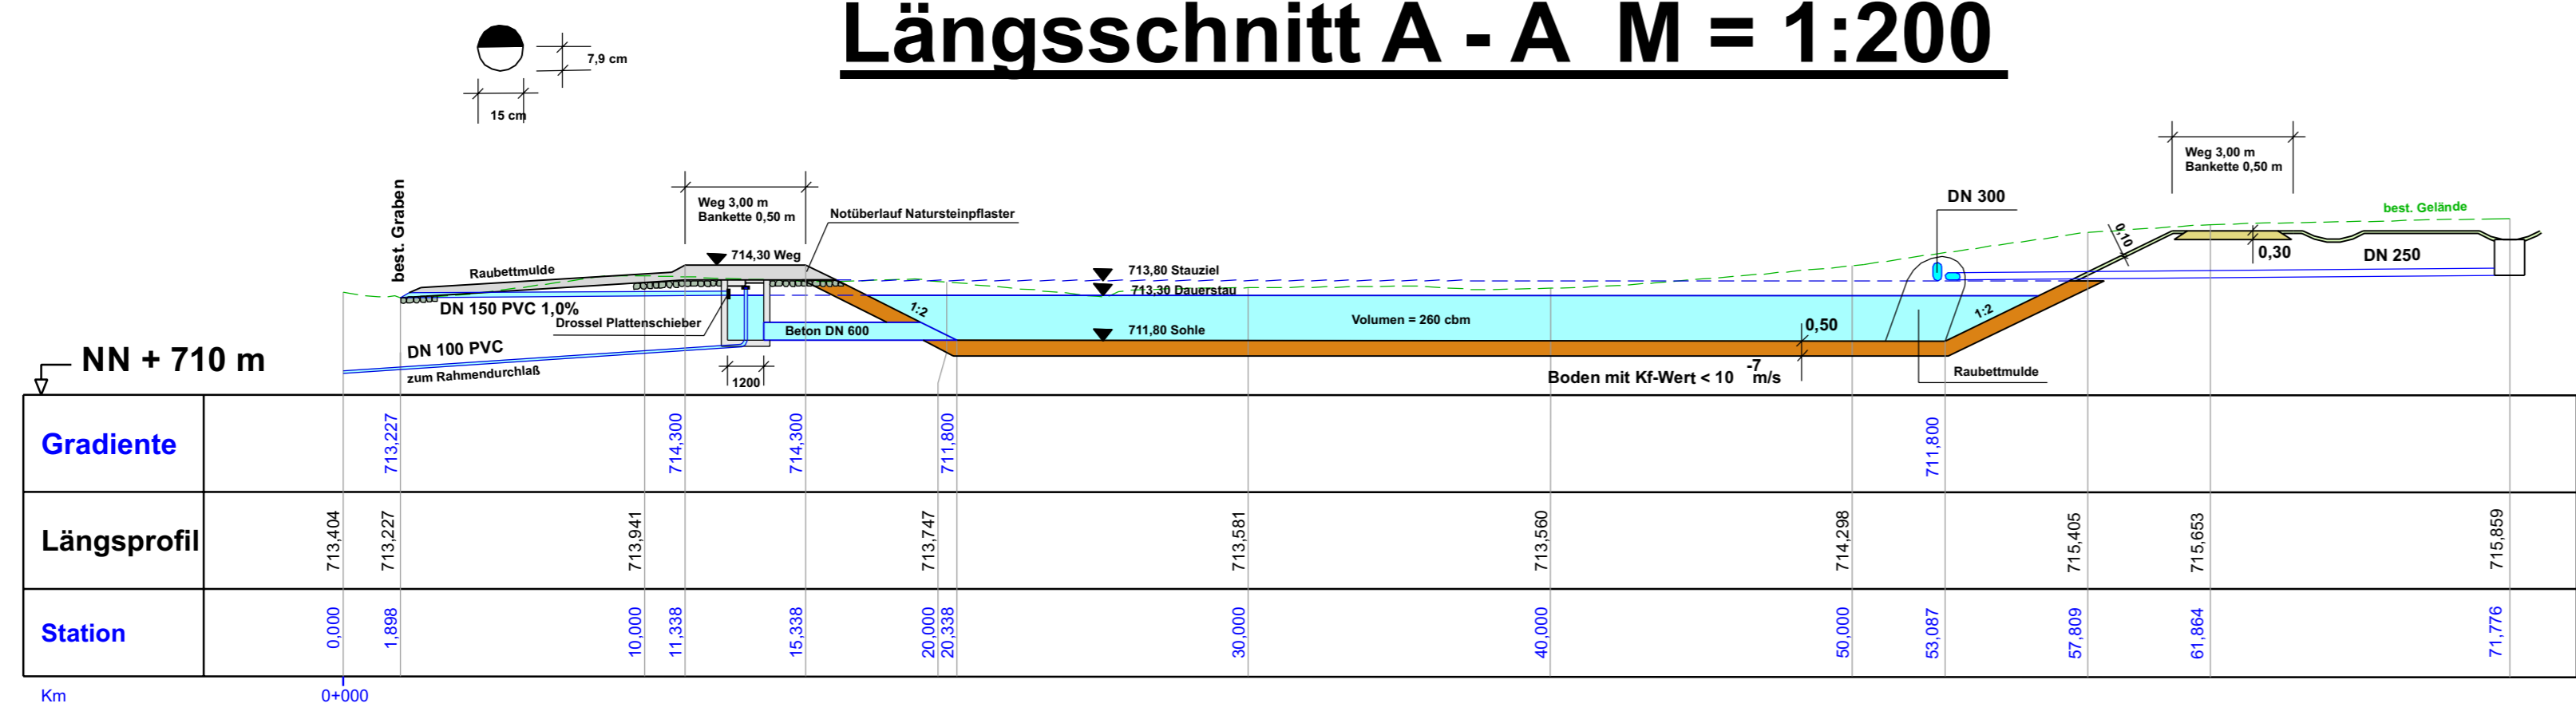 Längsschnitt A - A M = 1:200
7,9 cm
15 cm
best. Graben
Weg 3,00 m
Bankette 0,50 m
Notüberlauf Natursteinpflaster
714,30 Weg
Raubettmulde
DN 150 PVC 1,0%
Drossel Plattenschieber
Beton DN 600
DN 100 PVC
zum Rahmendurchlaß
1200
1:2
713,80 Stauziel
713,30 Dauerstau
711,80 Sohle
Volumen = 260 cbm
0,50
Boden mit Kf-Wert < 10 -7 m/s
DN 300
Raubettmulde
1:2
0,10
Weg 3,00 m
Bankette 0,50 m
best. Gelände
0,30
DN 250
NN + 710 m
Gradiente 713,227 714,300 714,300 711,800 711,800
Längsprofil 713,404 713,227 713,941 713,747 713,581 713,560 714,298 715,405 715,653 715,859
Station 0,000 1,898 10,000 11,338 15,338 20,000 20,338 30,000 40,000 50,000 53,087 57,809 61,864 71,776
Km 0+000